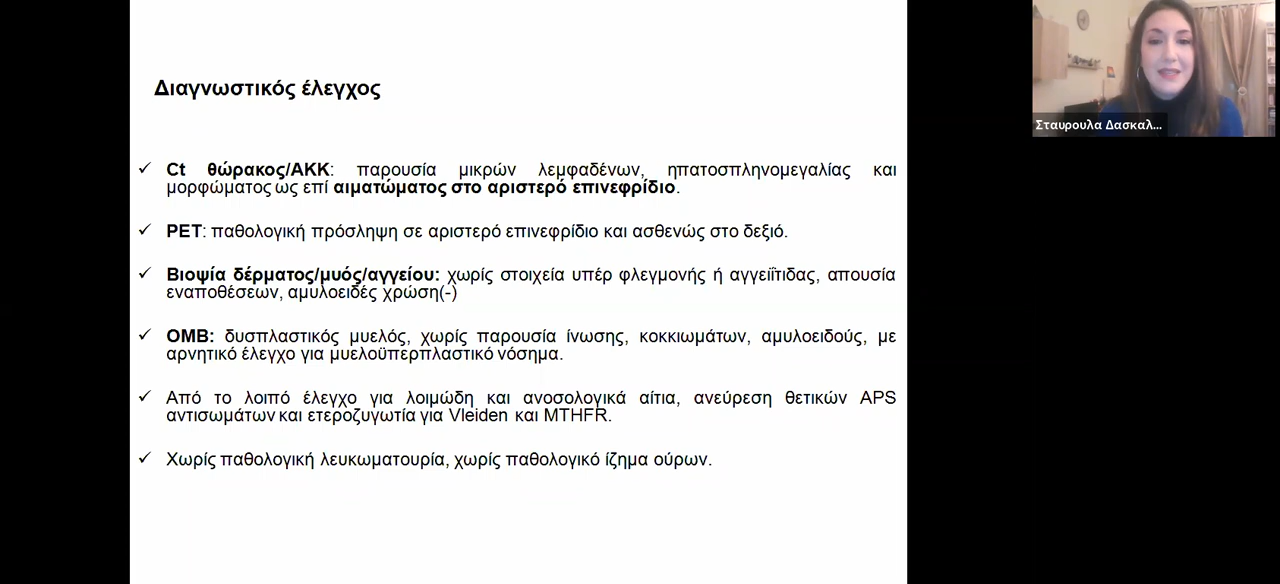 Διαγνωστικός έλεγχος
✓ Ct θώρακος/ΑΚΚ: παρουσία μικρών λεμφαδένων, ηπατοσπληνομεγαλίας και
μορφώματος ως επί αιματώματος στο αριστερό επινεφρίδιο.
✓ PET: παθολογική πρόσληψη σε αριστερό επινεφρίδιο και ασθενώς στο δεξιό.
✓ Βιοψία δέρματος/μυός/αγγείου: χωρίς στοιχεία υπέρ φλεγμονής ή αγγειΐτιδας, απουσία
εναποθέσεων, αμυλοειδές χρώση(-)
✓ ΟΜΒ: δυσπλαστικός μυελός, χωρίς παρουσία ίνωσης, κοκκιωμάτων, αμυλοειδούς, με
αρνητικό έλεγχο για μυελοϋπερπλαστικό νόσημα.
✓ Από το λοιπό έλεγχο για λοιμώδη και ανοσολογικά αίτια, ανεύρεση θετικών APS
αντισωμάτων και ετεροζυγωτία για Vleiden και MTHFR.
✓ Χωρίς παθολογική λευκωματουρία, χωρίς παθολογικό ίζημα ούρων.
Σταυρουλα Δασκαλ...